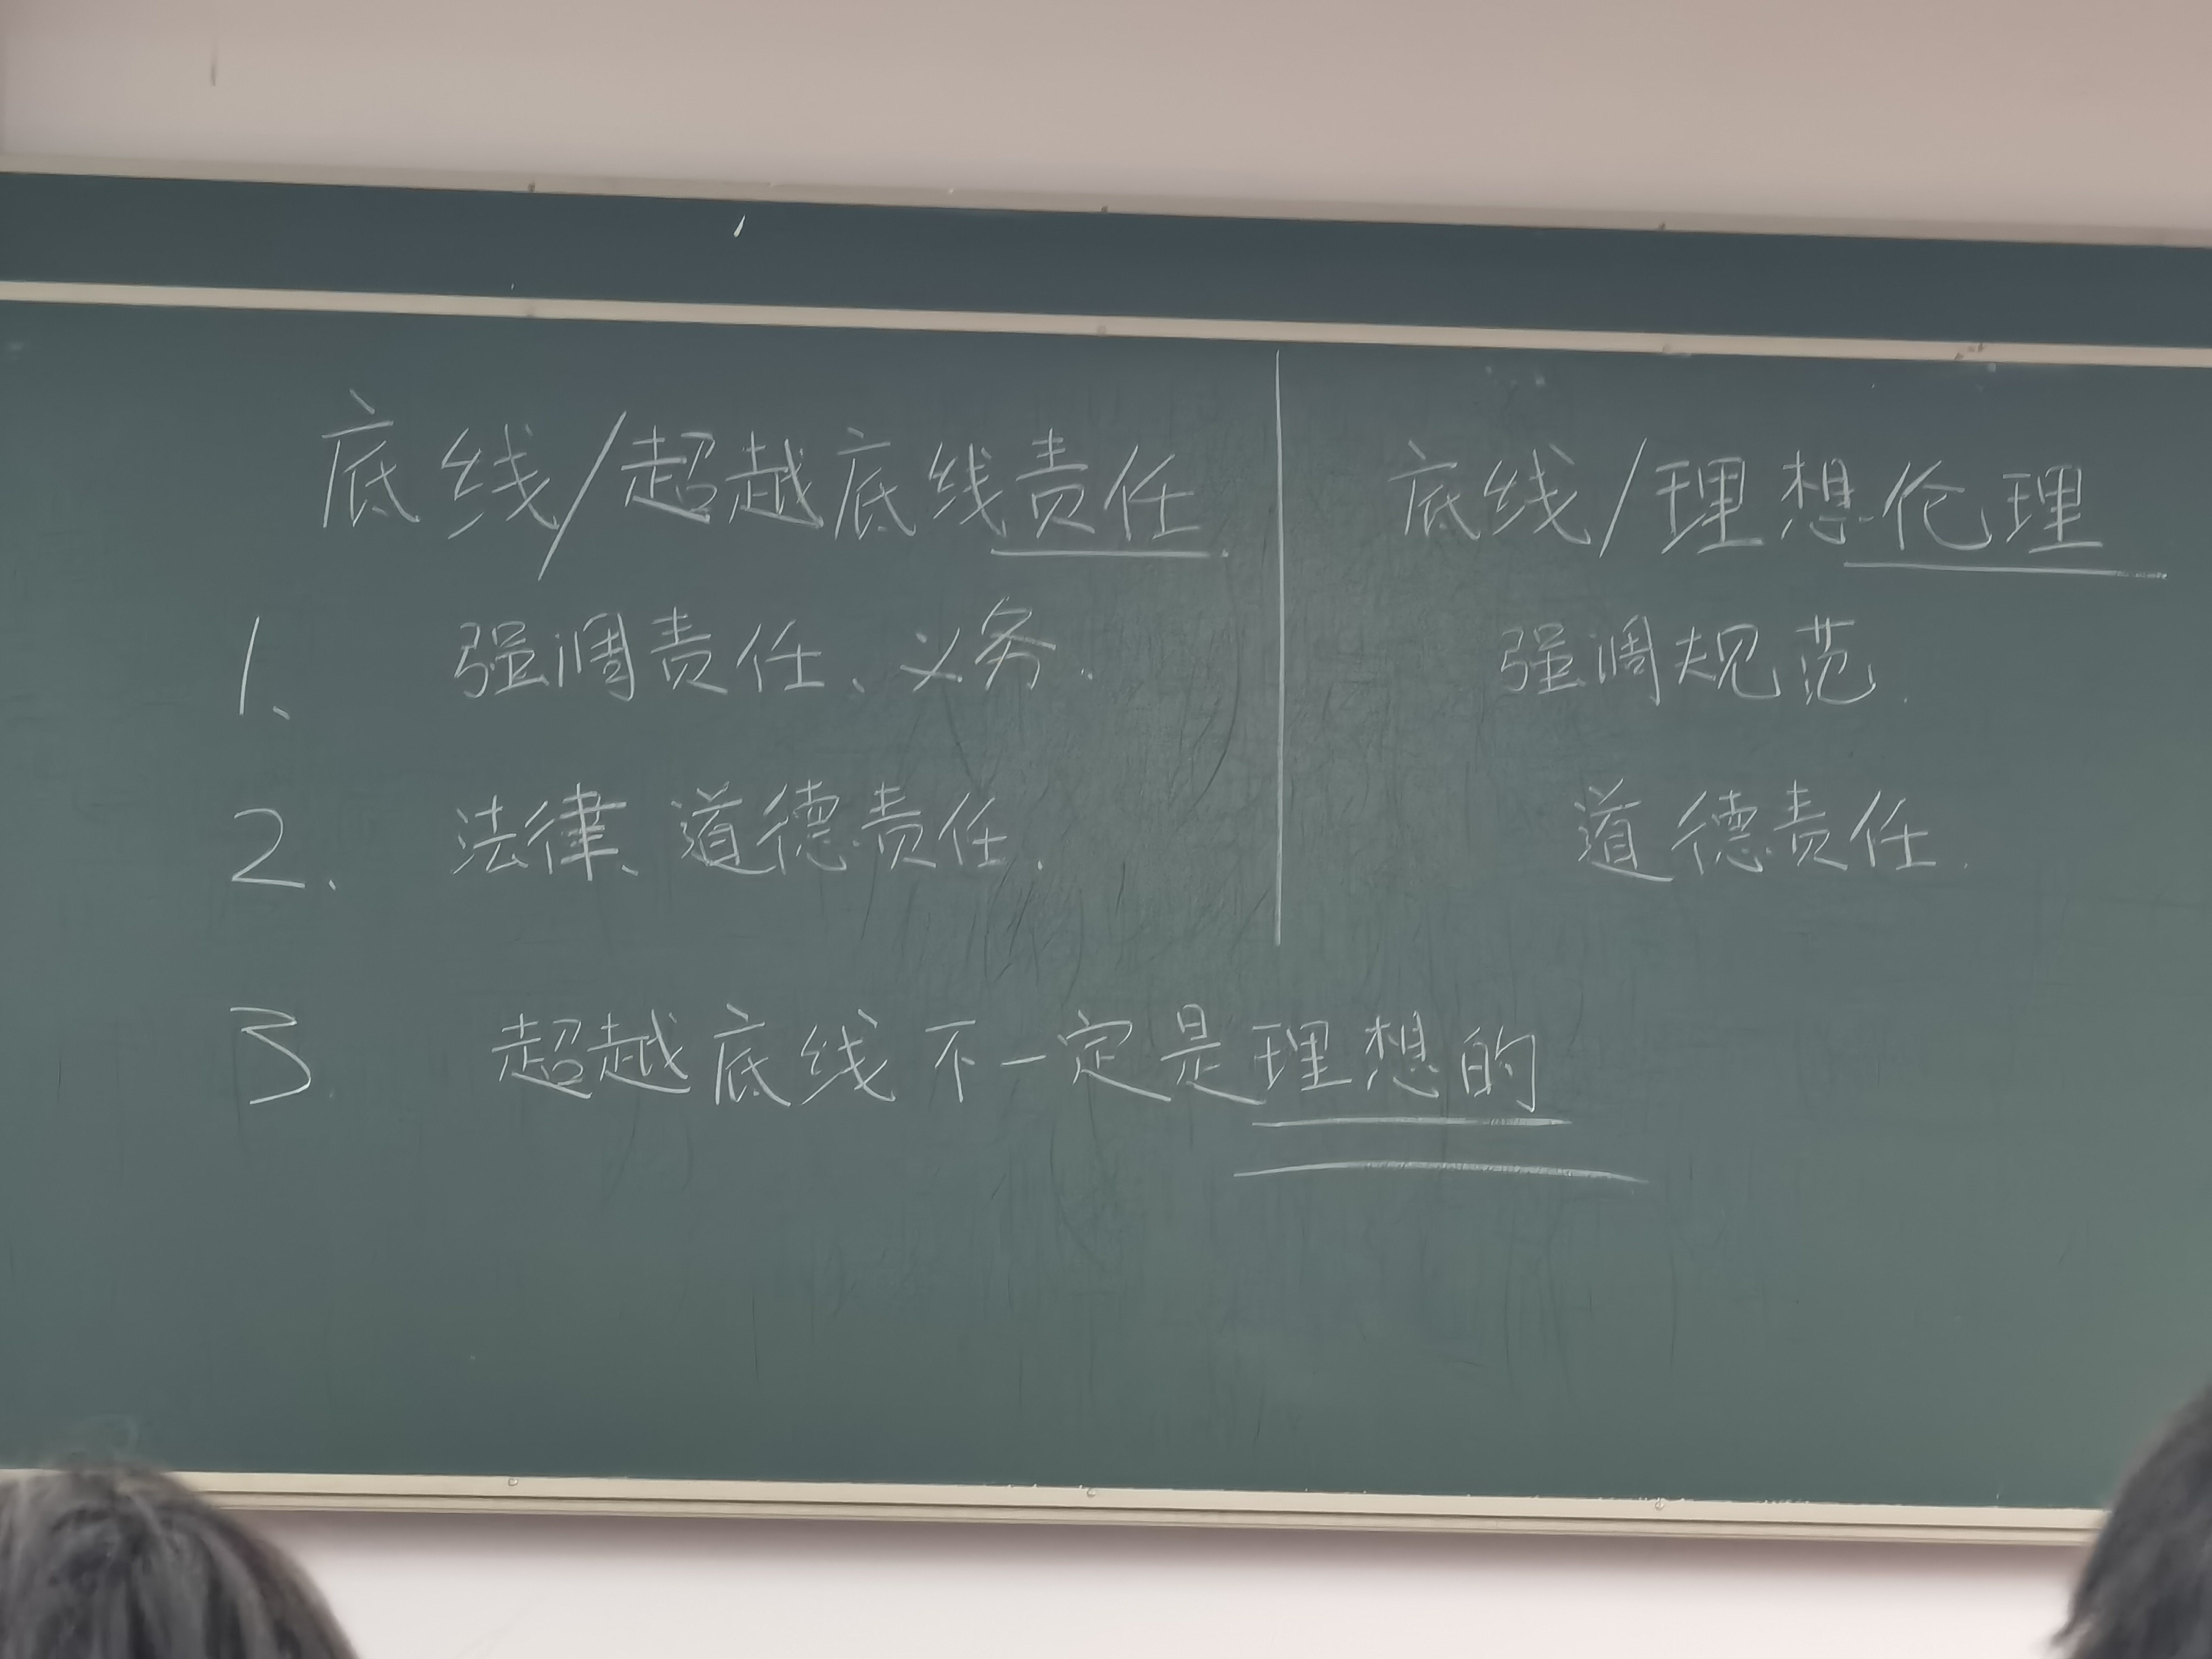 底线/超越底线责任. 底线/理想伦理
1、 强调责任、义务. 强调规范.
2. 法律、道德责任. 道德责任.
3. 超越底线不一定是理想的